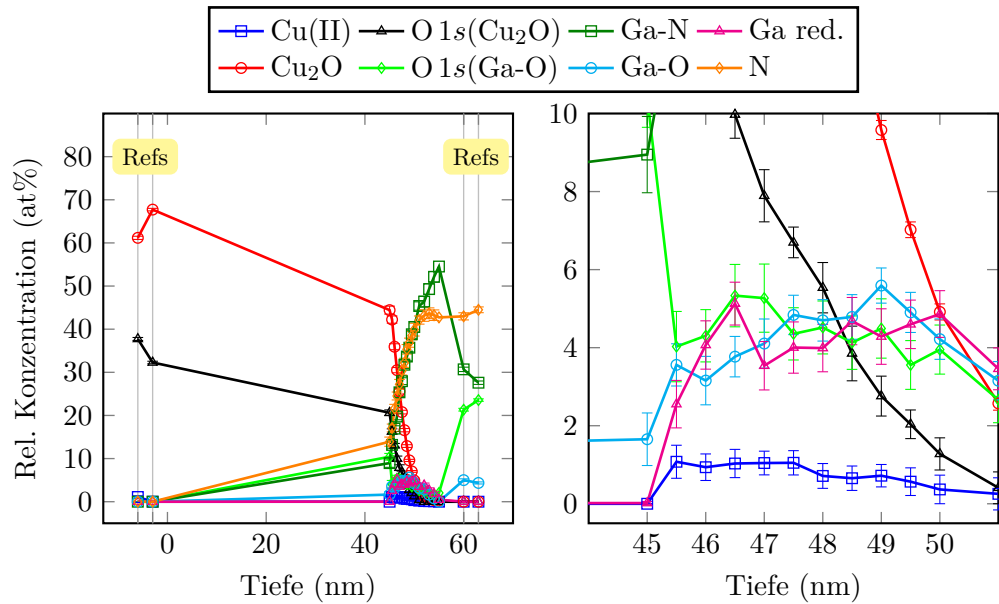 Cu(II) O 1s(Cu₂O) Ga-N Ga red.
Cu₂O O 1s(Ga-O) Ga-O N
Rel. Konzentration (at%)
80
70
60
50
40
30
20
10
0
Refs Refs
0 20 40 60
Tiefe (nm)
10
8
6
4
2
0
45 46 47 48 49 50
Tiefe (nm)